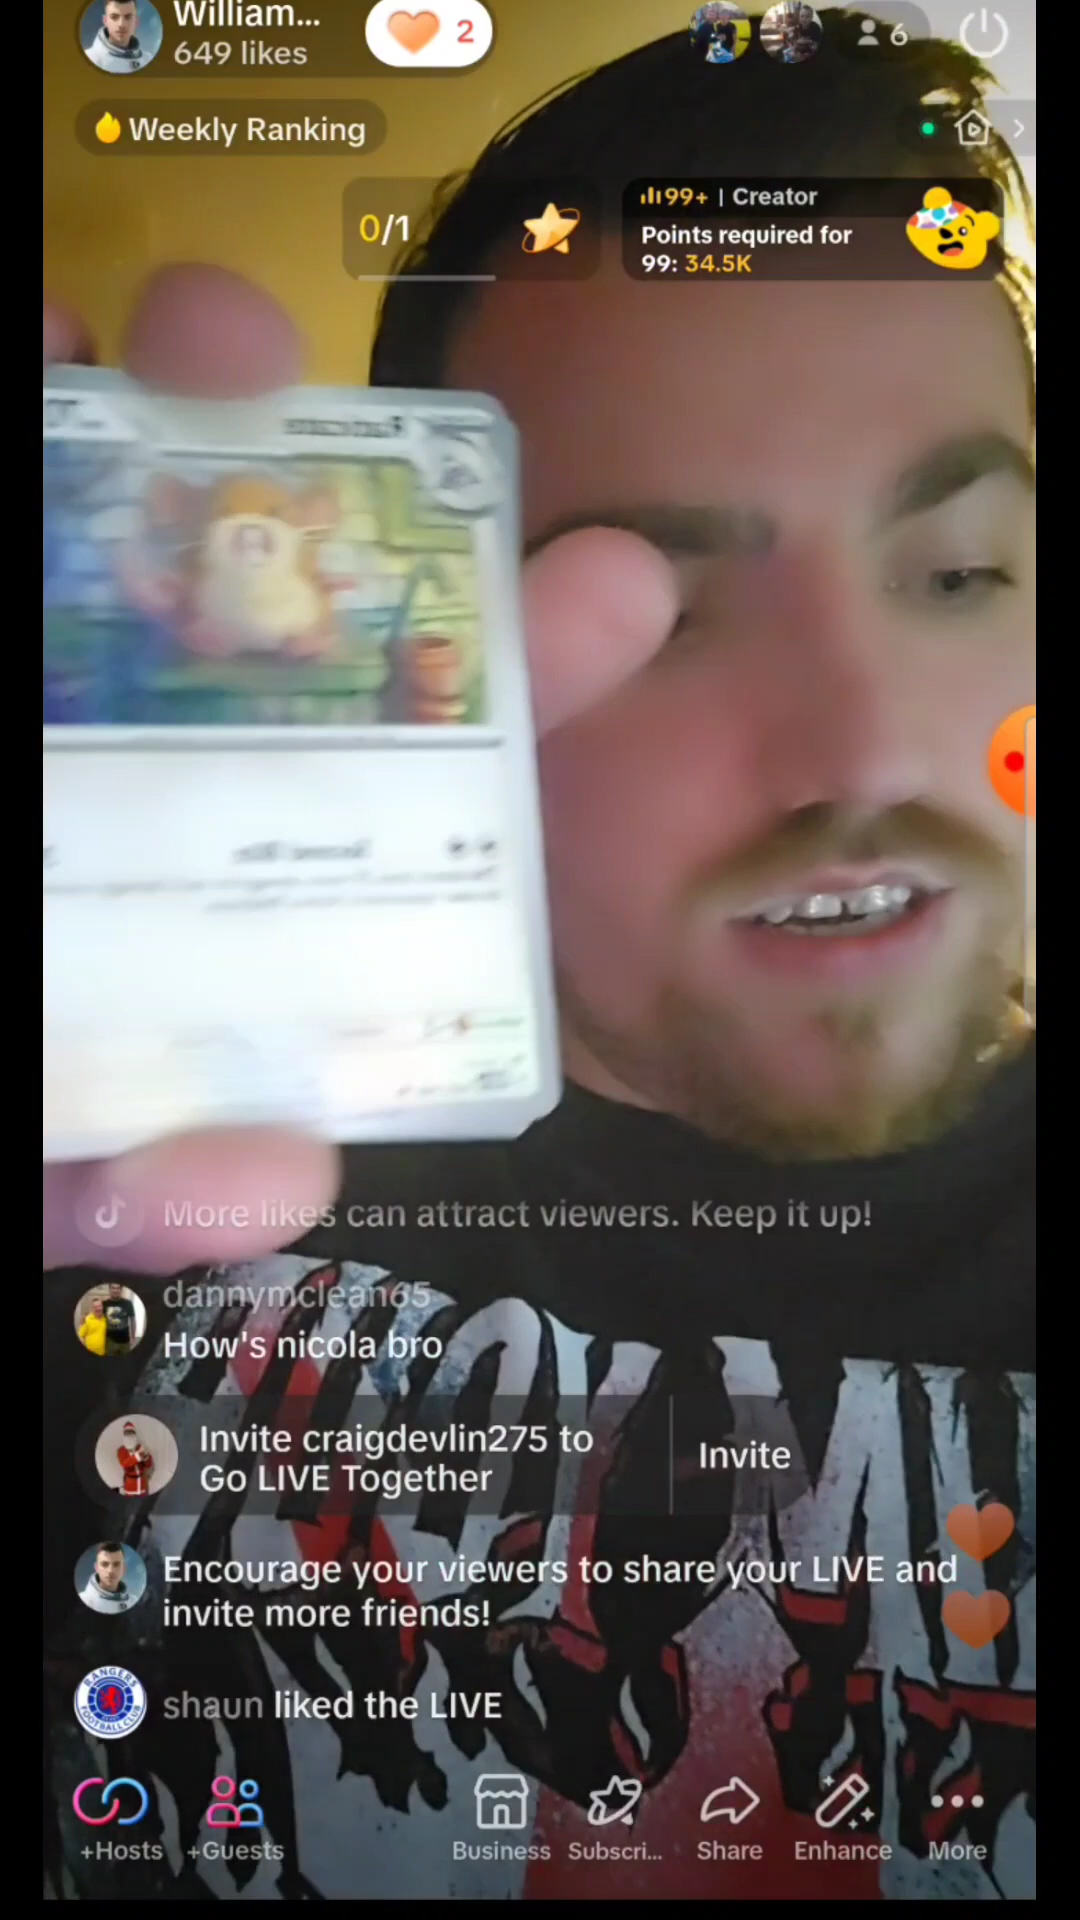 William...
649 likes
2
6
Weekly Ranking
0/1
99+ | Creator
Points required for
99: 34.5K
More likes can attract viewers. Keep it up!
dannymclean65
How's nicola bro
Invite craigdevlin275 to
Go LIVE Together
Invite
Encourage your viewers to share your LIVE and
invite more friends!
RANGERS
FOOTBALL CLUB
shaun liked the LIVE
+Hosts
+Guests
Business
Subscri...
Share
Enhance
More